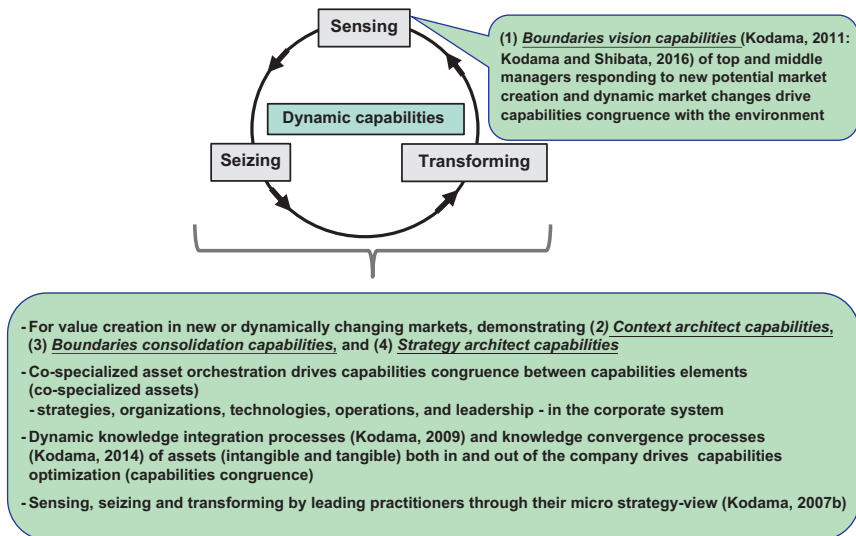 Sensing
(1) Boundaries vision capabilities (Kodama, 2011:
Kodama and Shibata, 2016) of top and middle
managers responding to new potential market
creation and dynamic market changes drive
capabilities congruence with the environment
Dynamic capabilities
Seizing
Transforming
- For value creation in new or dynamically changing markets, demonstrating (2) Context architect capabilities,
(3) Boundaries consolidation capabilities, and (4) Strategy architect capabilities
- Co-specialized asset orchestration drives capabilities congruence between capabilities elements
(co-specialized assets)
- strategies, organizations, technologies, operations, and leadership - in the corporate system
- Dynamic knowledge integration processes (Kodama, 2009) and knowledge convergence processes
(Kodama, 2014) of assets (intangible and tangible) both in and out of the company drives capabilities
optimization (capabilities congruence)
- Sensing, seizing and transforming by leading practitioners through their micro strategy-view (Kodama, 2007b)